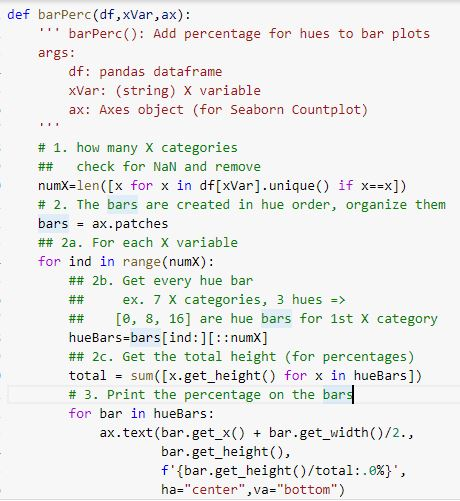 def barPerc(df,xVar,ax):
    ''' barPerc(): Add percentage for hues to bar plots
    args:
        df: pandas dataframe
        xVar: (string) X variable
        ax: Axes object (for Seaborn Countplot)
    '''
    # 1. how many X categories
    ##   check for NaN and remove
    numX=len([x for x in df[xVar].unique() if x==x])
    # 2. The bars are created in hue order, organize them
    bars = ax.patches
    ## 2a. For each X variable
    for ind in range(numX):
        ## 2b. Get every hue bar
        ##     ex. 7 X categories, 3 hues =>
        ##    [0, 8, 16] are hue bars for 1st X category
        hueBars=bars[ind:][::numX]
        ## 2c. Get the total height (for percentages)
        total = sum([x.get_height() for x in hueBars])
        # 3. Print the percentage on the bars
        for bar in hueBars:
            ax.text(bar.get_x() + bar.get_width()/2.,
                    bar.get_height(),
                    f'{bar.get_height()/total:.0%}',
                    ha="center",va="bottom")